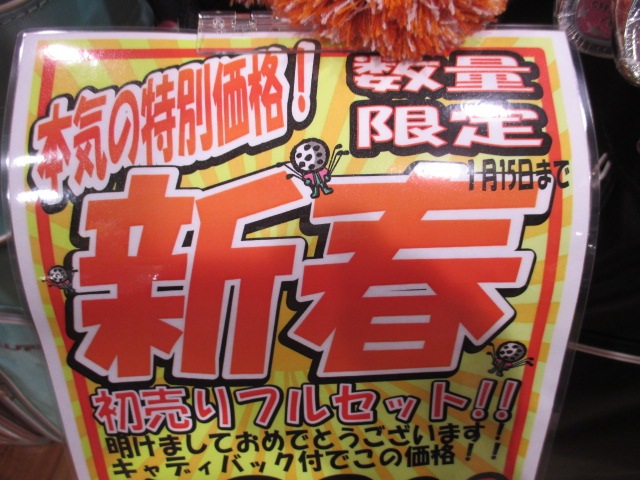 本気の特別価格!
数量
限定
1月15日まで
新春
初売りフルセット!!
明けましておめでとうございます!
キャディバック付でこの価格!